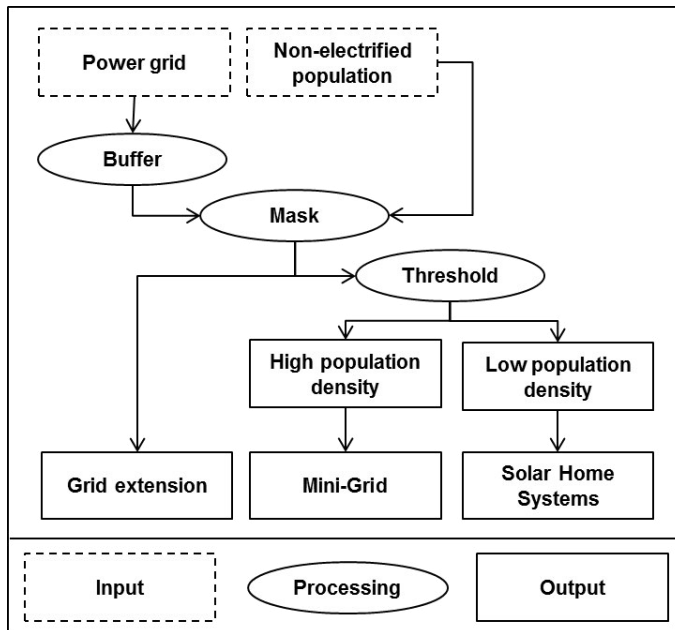 Power grid
Non-electrified
population
Buffer
Mask
Threshold
High population
density
Low population
density
Grid extension
Mini-Grid
Solar Home
Systems
Input
Processing
Output